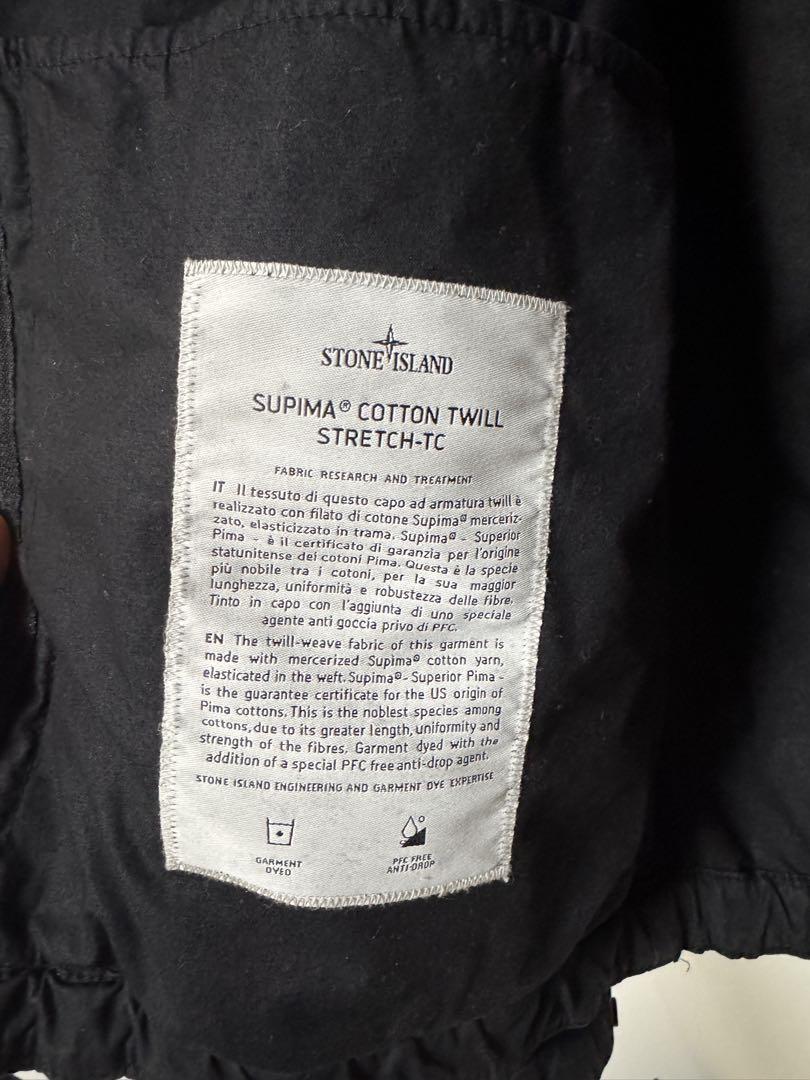 STONE ISLAND
SUPIMA® COTTON TWILL
STRETCH-TC
FABRIC RESEARCH AND TREATMENT
IT Il tessuto di questo capo ad armatura twill è
realizzato con filato di cotone Supima® merceriz-
zato, elasticizzato in trama. Supima® - Superior
Pima - è il certificato di garanzia per l'origine
statunitense dei cotoni Pima. Questa è la specie
più nobile tra i cotoni, per la sua maggior
lunghezza, uniformità e robustezza delle fibre.
Tinto in capo con l'aggiunta di uno speciale
agente anti goccia privo di PFC.
EN The twill-weave fabric of this garment is
made with mercerized Supima® cotton yarn,
elasticated in the weft. Supima® - Superior Pima -
is the guarantee certificate for the US origin of
Pima cottons. This is the noblest species among
cottons, due to its greater length, uniformity and
strength of the fibres. Garment dyed with the
addition of a special PFC free anti-drop agent.
STONE ISLAND ENGINEERING AND GARMENT DYE EXPERTISE
GARMENT
DYED
PFC FREE
ANTI-DROP